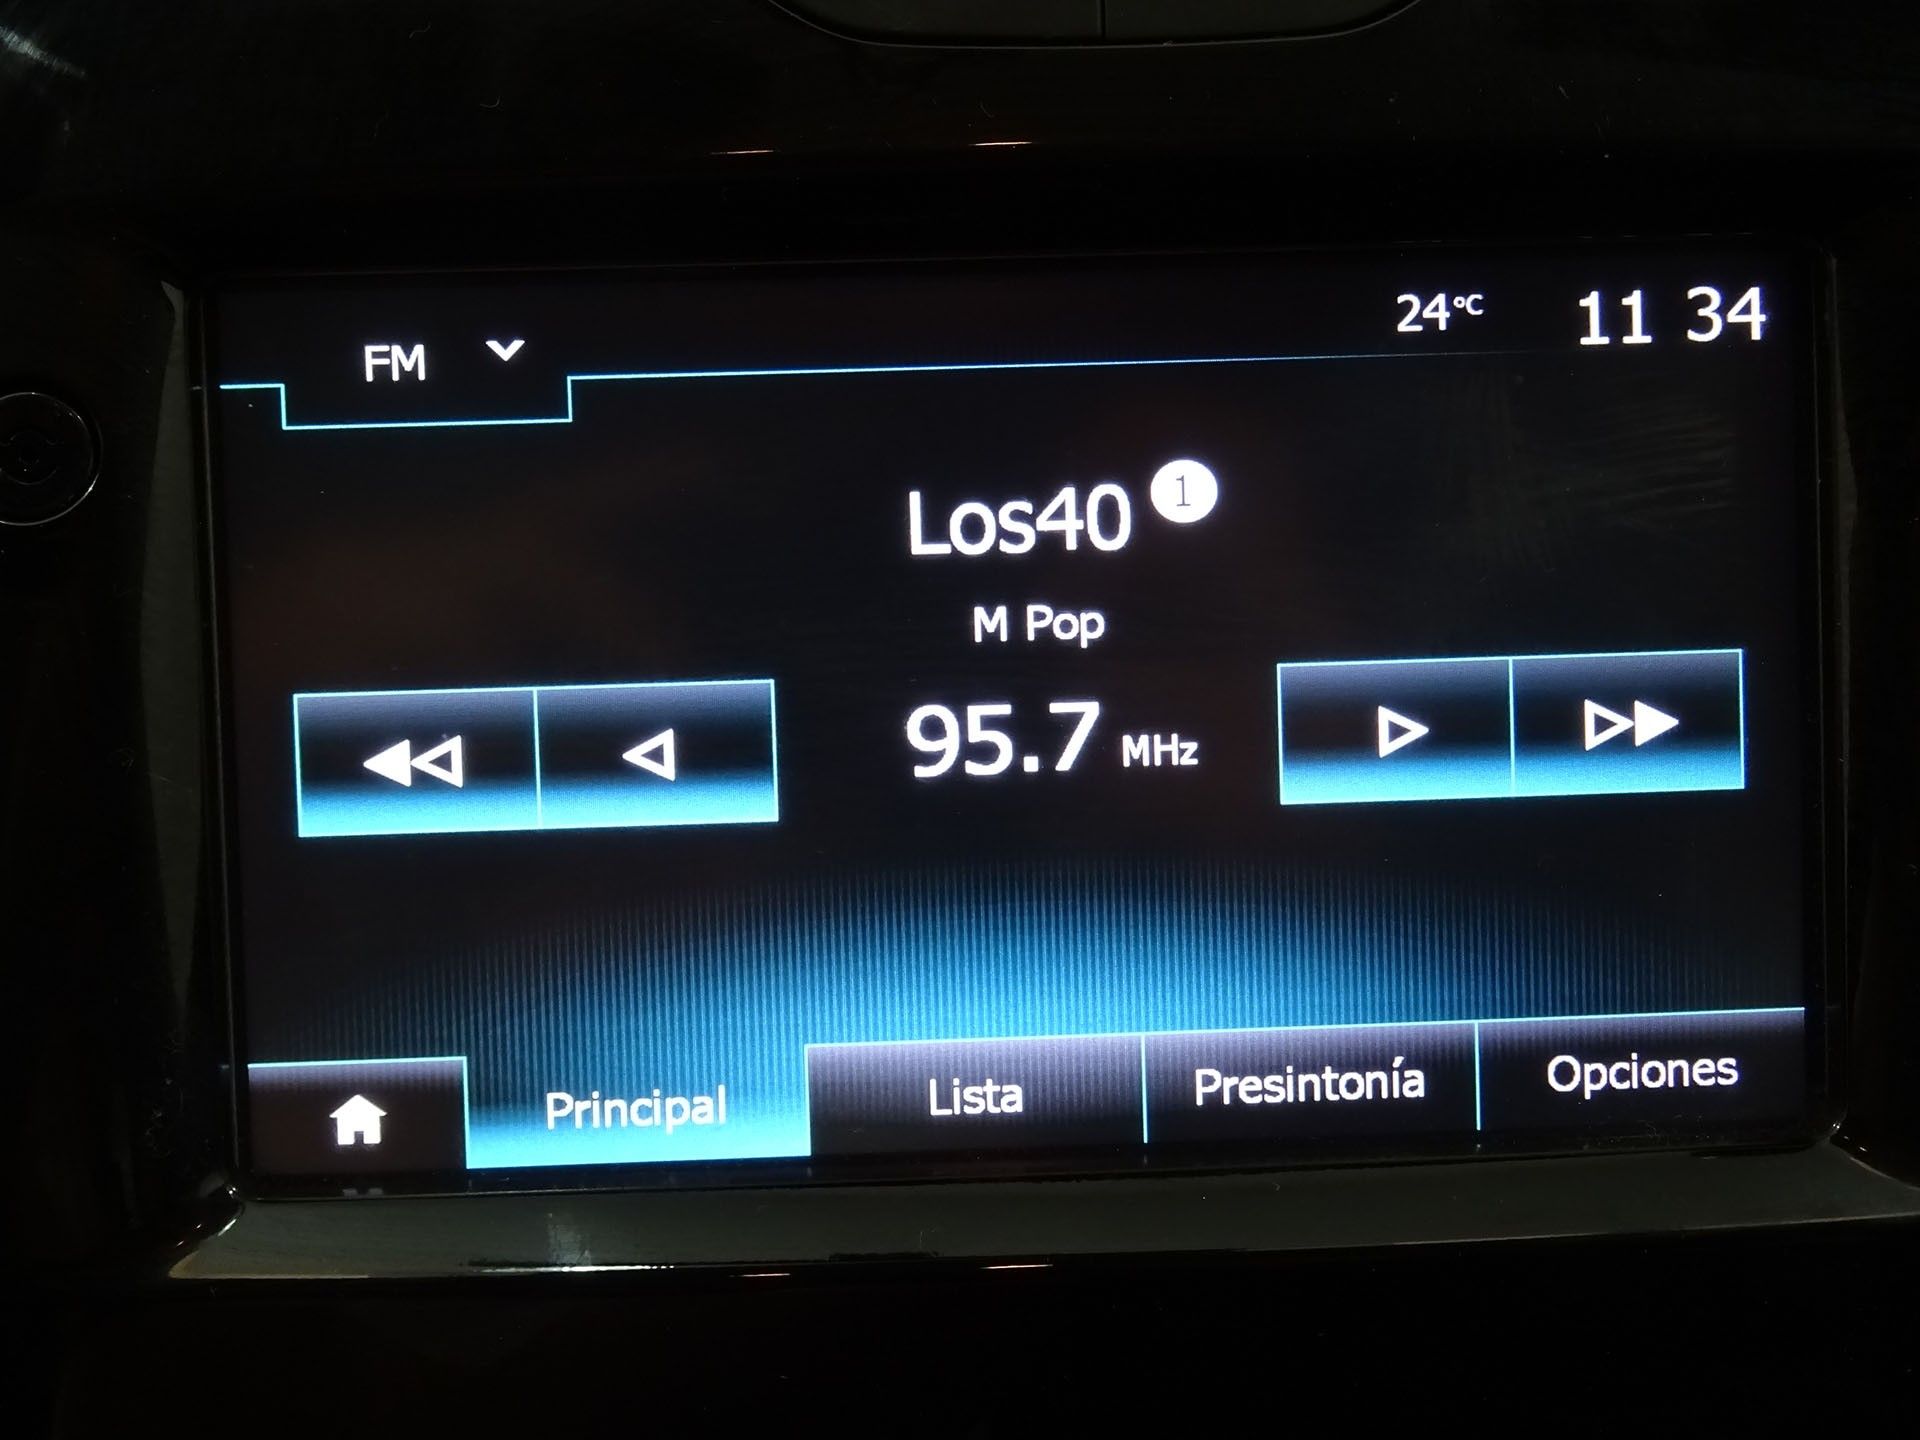 FM
24°C 11 34
Los40 1
M Pop
95.7 MHz
Principal Lista Presintonía Opciones